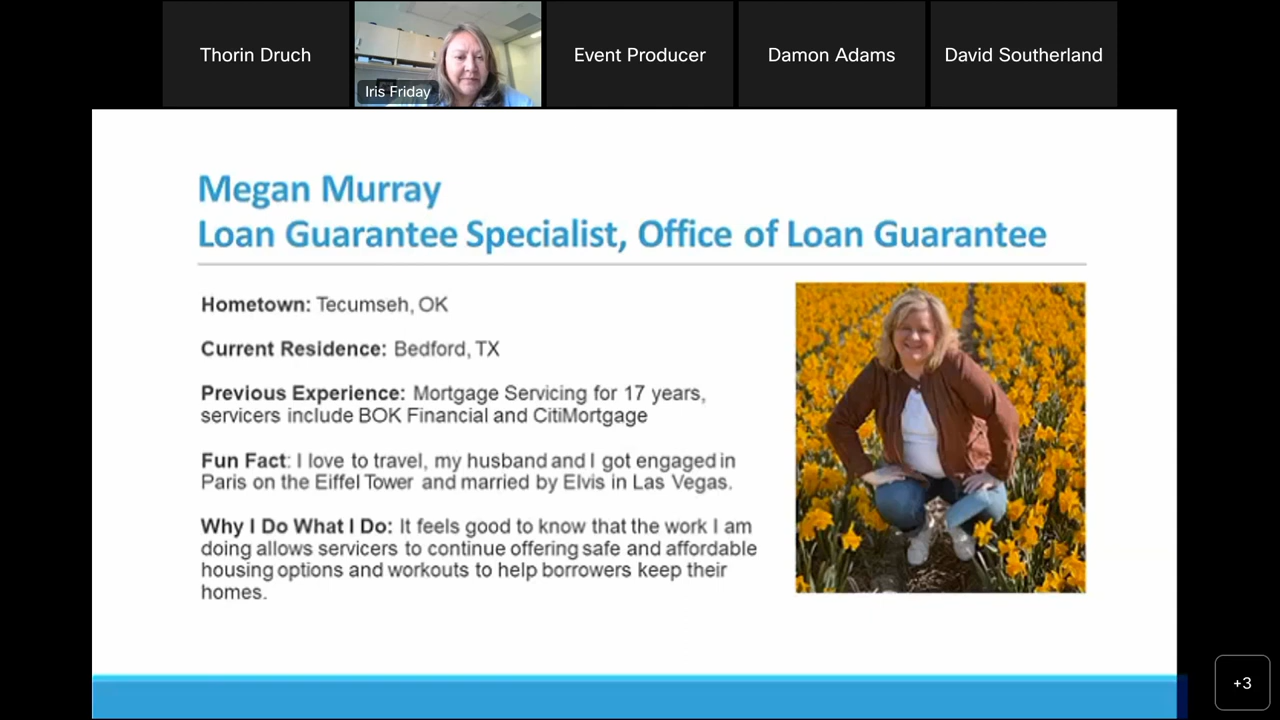 Thorin Druch
Iris Friday
Event Producer
Damon Adams
David Southerland
Megan Murray
Loan Guarantee Specialist, Office of Loan Guarantee
Hometown: Tecumseh, OK
Current Residence: Bedford, TX
Previous Experience: Mortgage Servicing for 17 years,
servicers include BOK Financial and CitiMortgage
Fun Fact: I love to travel, my husband and I got engaged in
Paris on the Eiffel Tower and married by Elvis in Las Vegas.
Why I Do What I Do: It feels good to know that the work I am
doing allows servicers to continue offering safe and affordable
housing options and workouts to help borrowers keep their
homes.
+3